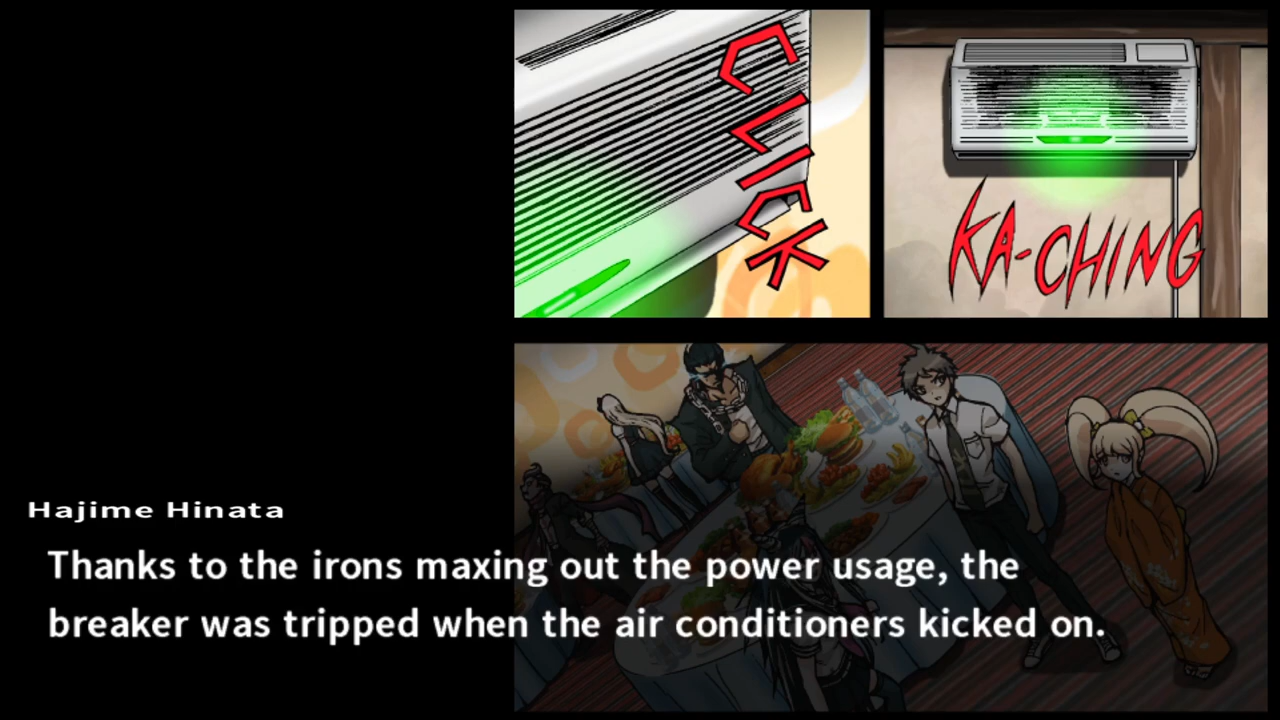 CLICK
KA-CHING
Hajime Hinata
Thanks to the irons maxing out the power usage, the
breaker was tripped when the air conditioners kicked on.